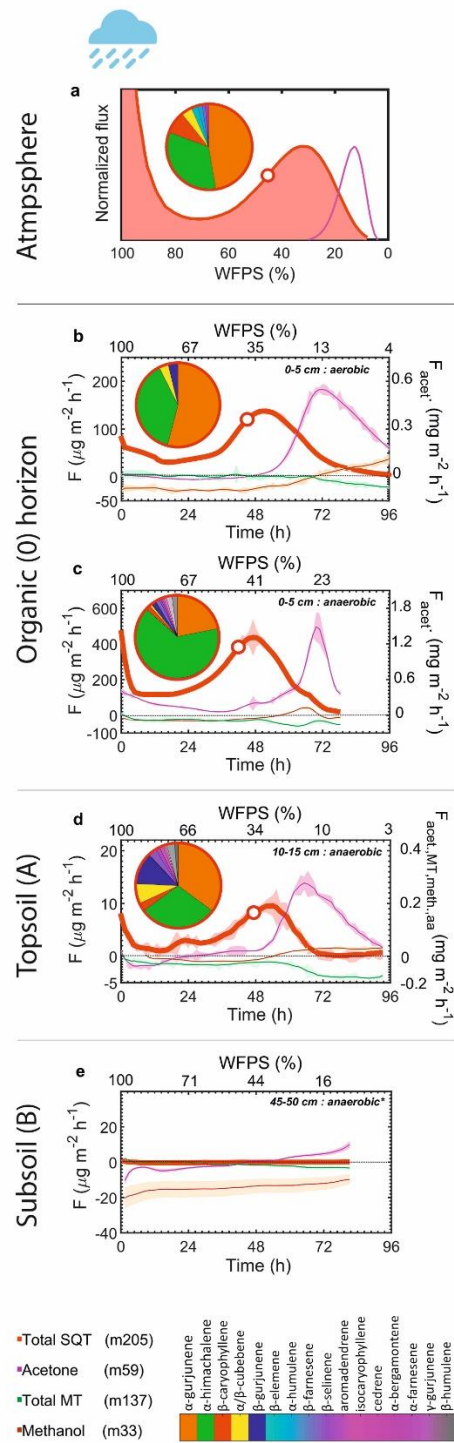 Atmpsphere
a
Normalized flux
100 80 60 40 20 0
WFPS (%)
Organic (0) horizon
WFPS (%)
b
100 67 35 13 4
0-5 cm : aerobic
200
100
0
-50
F (µg m-2 h-1)
0.6
0.3
0
Facet. (mg m-2 h-1)
0 24 48 72 96
Time (h)
WFPS (%)
c
100 67 41 23
0-5 cm : anaerobic
600
400
200
0
-100
F (µg m-2 h-1)
1.8
1.2
0.6
0
Facet. (mg m-2 h-1)
0 24 48 72 96
Time (h)
Topsoil (A)
WFPS (%)
d
100 66 34 10 3
10-15 cm : anaerobic
20
10
0
-5
F (µg m-2 h-1)
0.4
0.2
0
-0.2
Facet.,MT,meth.,aa (mg m-2 h-1)
0 24 48 72 96
Time (h)
Subsoil (B)
WFPS (%)
e
100 71 44 16
45-50 cm : anaerobic*
20
0
-20
-40
F (µg m-2 h-1)
0 24 48 72 96
Time (h)
Total SQT (m205)
Acetone (m59)
Total MT (m137)
Methanol (m33)
α-gurjunene
α-himachalene
β-caryophyllene
α/β-cubebene
β-gurjunene
β-elemene
α-humulene
β-farnesene
β-selinene
aromadendrene
isocaryophyllene
cedrene
α-bergamontene
α-farnesene
γ-gurjunene
β-humulene